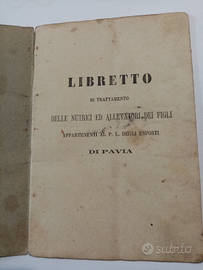 LIBRETTO
DI TRATTAMENTO
DELLE NUTRICI ED ALLEVATORI DEI FIGLI
APPARTENENTI AL P. L. DEGLI ESPOSTI
DI PAVIA
subito